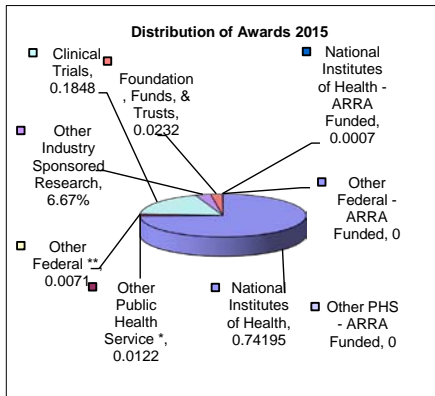 Distribution of Awards 2015
Clinical
Trials,
0.1848
Foundation
, Funds, &
Trusts,
0.0232
National
Institutes
of Health -
ARRA
Funded,
0.0007
Other
Industry
Sponsored
Research,
6.67%
Other
Federal -
ARRA
Funded, 0
Other
Federal **,
0.0071
Other
Public
Health
Service *,
0.0122
National
Institutes
of Health,
0.74195
Other PHS
- ARRA
Funded, 0